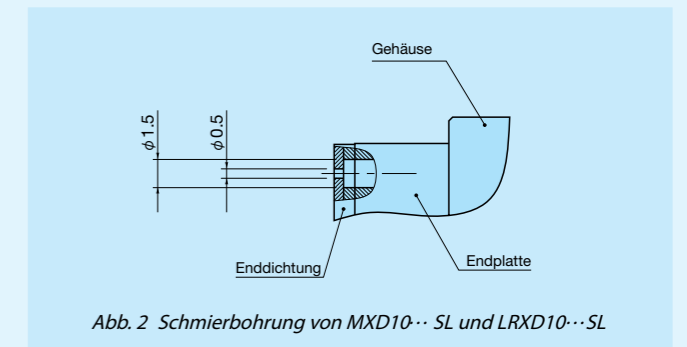 Gehäuse
φ1.5
φ0.5
Enddichtung
Endplatte
Abb. 2 Schmierbohrung von MXD10⋯ SL und LRXD10⋯SL